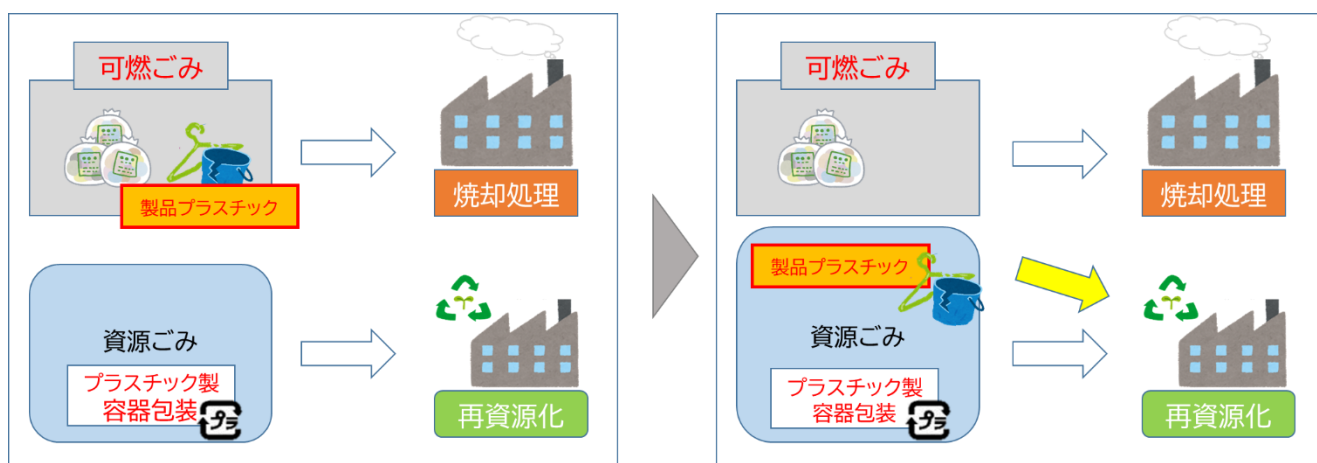 可燃ごみ
製品プラスチック
焼却処理
資源ごみ
プラスチック製
容器包装
プラ
再資源化
可燃ごみ
焼却処理
製品プラスチック
資源ごみ
プラスチック製
容器包装
プラ
再資源化